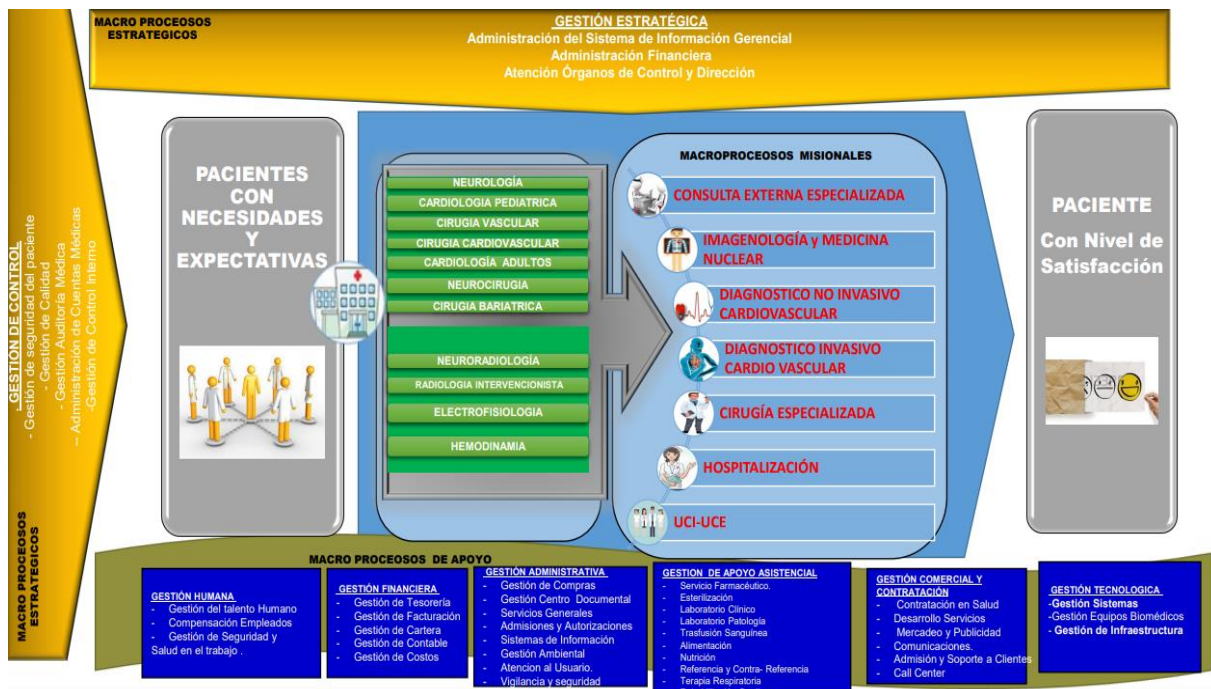 MACRO PROCEOSOS
ESTRATEGICOS
GESTIÓN ESTRATÉGICA
Administración del Sistema de Información Gerencial
Administración Financiera
Atención Órganos de Control y Dirección
GESTIÓN DE CONTROL
- Gestión de seguridad del paciente
- Gestión de Calidad
- Gestión Auditoría Médica
– Administración de Cuentas Médicas
-Gestión de Control Interno
MACRO PROCEOSOS
ESTRATEGICOS
PACIENTES
CON
NECESIDADES
Y
EXPECTATIVAS
NEUROLOGÍA
CARDIOLOGIA PEDIATRICA
CIRUGIA VASCULAR
CIRUGIA CARDIOVASCULAR
CARDIOLOGÍA ADULTOS
NEUROCIRUGIA
CIRUGIA BARIATRICA
NEURORADIOLOGÍA
RADIOLOGIA INTERVENCIONISTA
ELECTROFISIOLOGIA
HEMODINAMIA
MACROPROCESOS MISIONALES
CONSULTA EXTERNA ESPECIALIZADA
IMAGENOLOGÍA y MEDICINA
NUCLEAR
DIAGNOSTICO NO INVASIVO
CARDIOVASCULAR
DIAGNOSTICO INVASIVO
CARDIO VASCULAR
CIRUGÍA ESPECIALIZADA
HOSPITALIZACIÓN
UCI-UCE
PACIENTE
Con Nivel de
Satisfacción
MACRO PROCEOSOS DE APOYO
GESTIÓN HUMANA
- Gestión del talento Humano
- Compensación Empleados
- Gestión de Seguridad y
Salud en el trabajo .
GESTIÓN FINANCIERA
- Gestión de Tesorería
- Gestión de Facturación
- Gestión de Cartera
- Gestión de Contable
- Gestión de Costos
GESTIÓN ADMINISTRATIVA
- Gestión de Compras
- Gestión Centro Documental
- Servicios Generales
- Admisiones y Autorizaciones
- Sistemas de Información
- Gestión Ambiental
- Atencion al Usuario.
- Vigilancia y seguridad
GESTION DE APOYO ASISTENCIAL
- Servicio Farmacéutico.
- Esterilización
- Laboratorio Clínico
- Laboratorio Patología
- Trasfusión Sanguínea
- Alimentación
- Nutrición
- Referencia y Contra- Referencia
- Terapia Respiratoria
GESTIÓN COMERCIAL Y
CONTRATACIÓN
- Contratación en Salud
- Desarrollo Servicios
- Mercadeo y Publicidad
- Comunicaciones.
- Admisión y Soporte a Clientes
- Call Center
GESTIÓN TECNOLOGICA
-Gestión Sistemas
-Gestión Equipos Biomédicos
- Gestión de Infraestructura